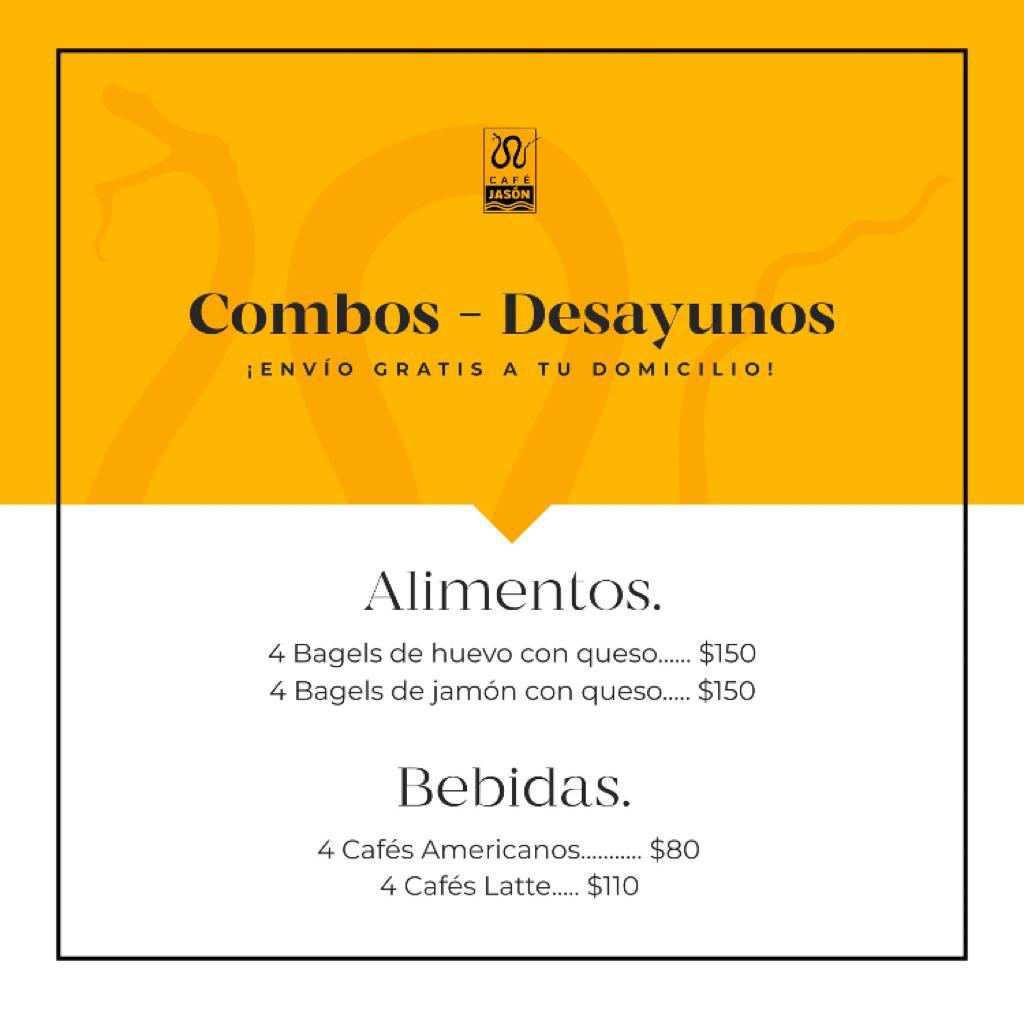 CAFÉ
JASÓN
Combos - Desayunos
¡ENVÍO GRATIS A TU DOMICILIO!
Alimentos.
4 Bagels de huevo con queso...... $150
4 Bagels de jamón con queso..... $150
Bebidas.
4 Cafés Americanos........... $80
4 Cafés Latte..... $110